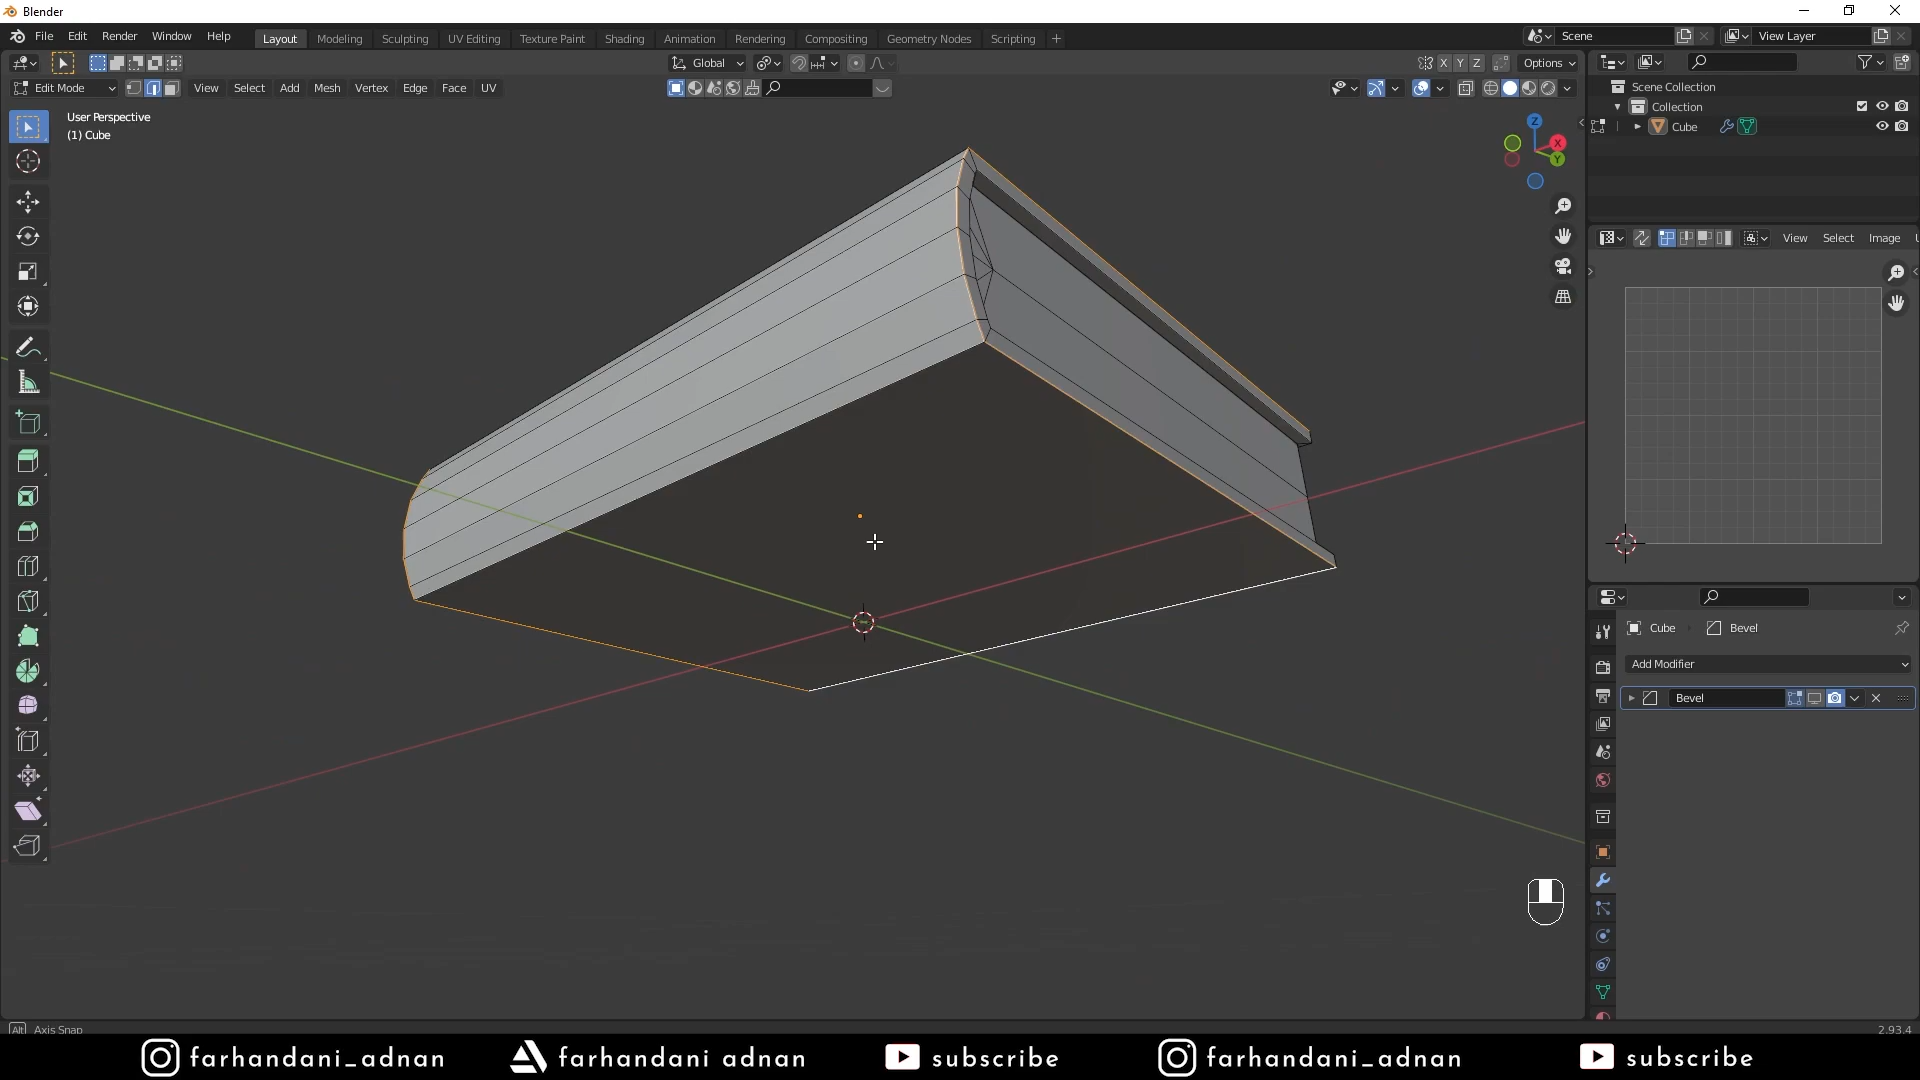 Blender
File Edit Render Window Help Layout Modeling Sculpting UV Editing Texture Paint Shading Animation Rendering Compositing Geometry Nodes Scripting + Scene View Layer
Global X Y Z Options
Edit Mode View Select Add Mesh Vertex Edge Face UV
User Perspective
(1) Cube
Z
X
Y
Scene Collection
Collection
Cube
View Select Image
Cube Bevel
Add Modifier
Bevel
Alt Axis Snap
2.93.4
farhandani_adnan farhandani adnan subscribe farhandani_adnan subscribe